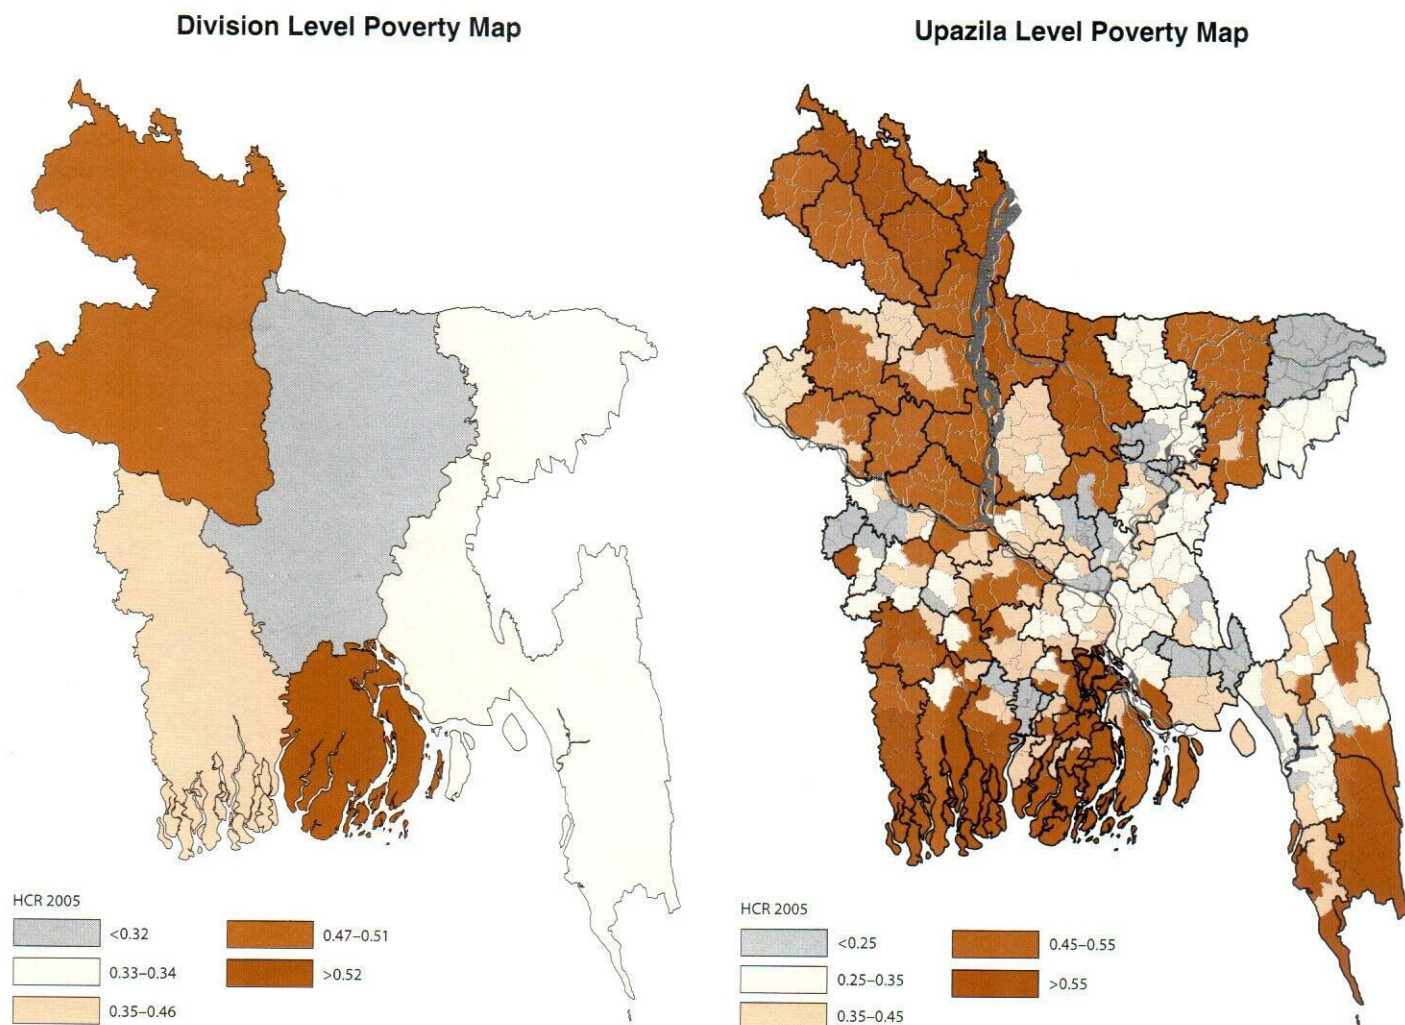 Division Level Poverty Map
Upazila Level Poverty Map
HCR 2005
<0.32
0.33–0.34
0.35–0.46
0.47–0.51
>0.52
HCR 2005
<0.25
0.25–0.35
0.35–0.45
0.45–0.55
>0.55